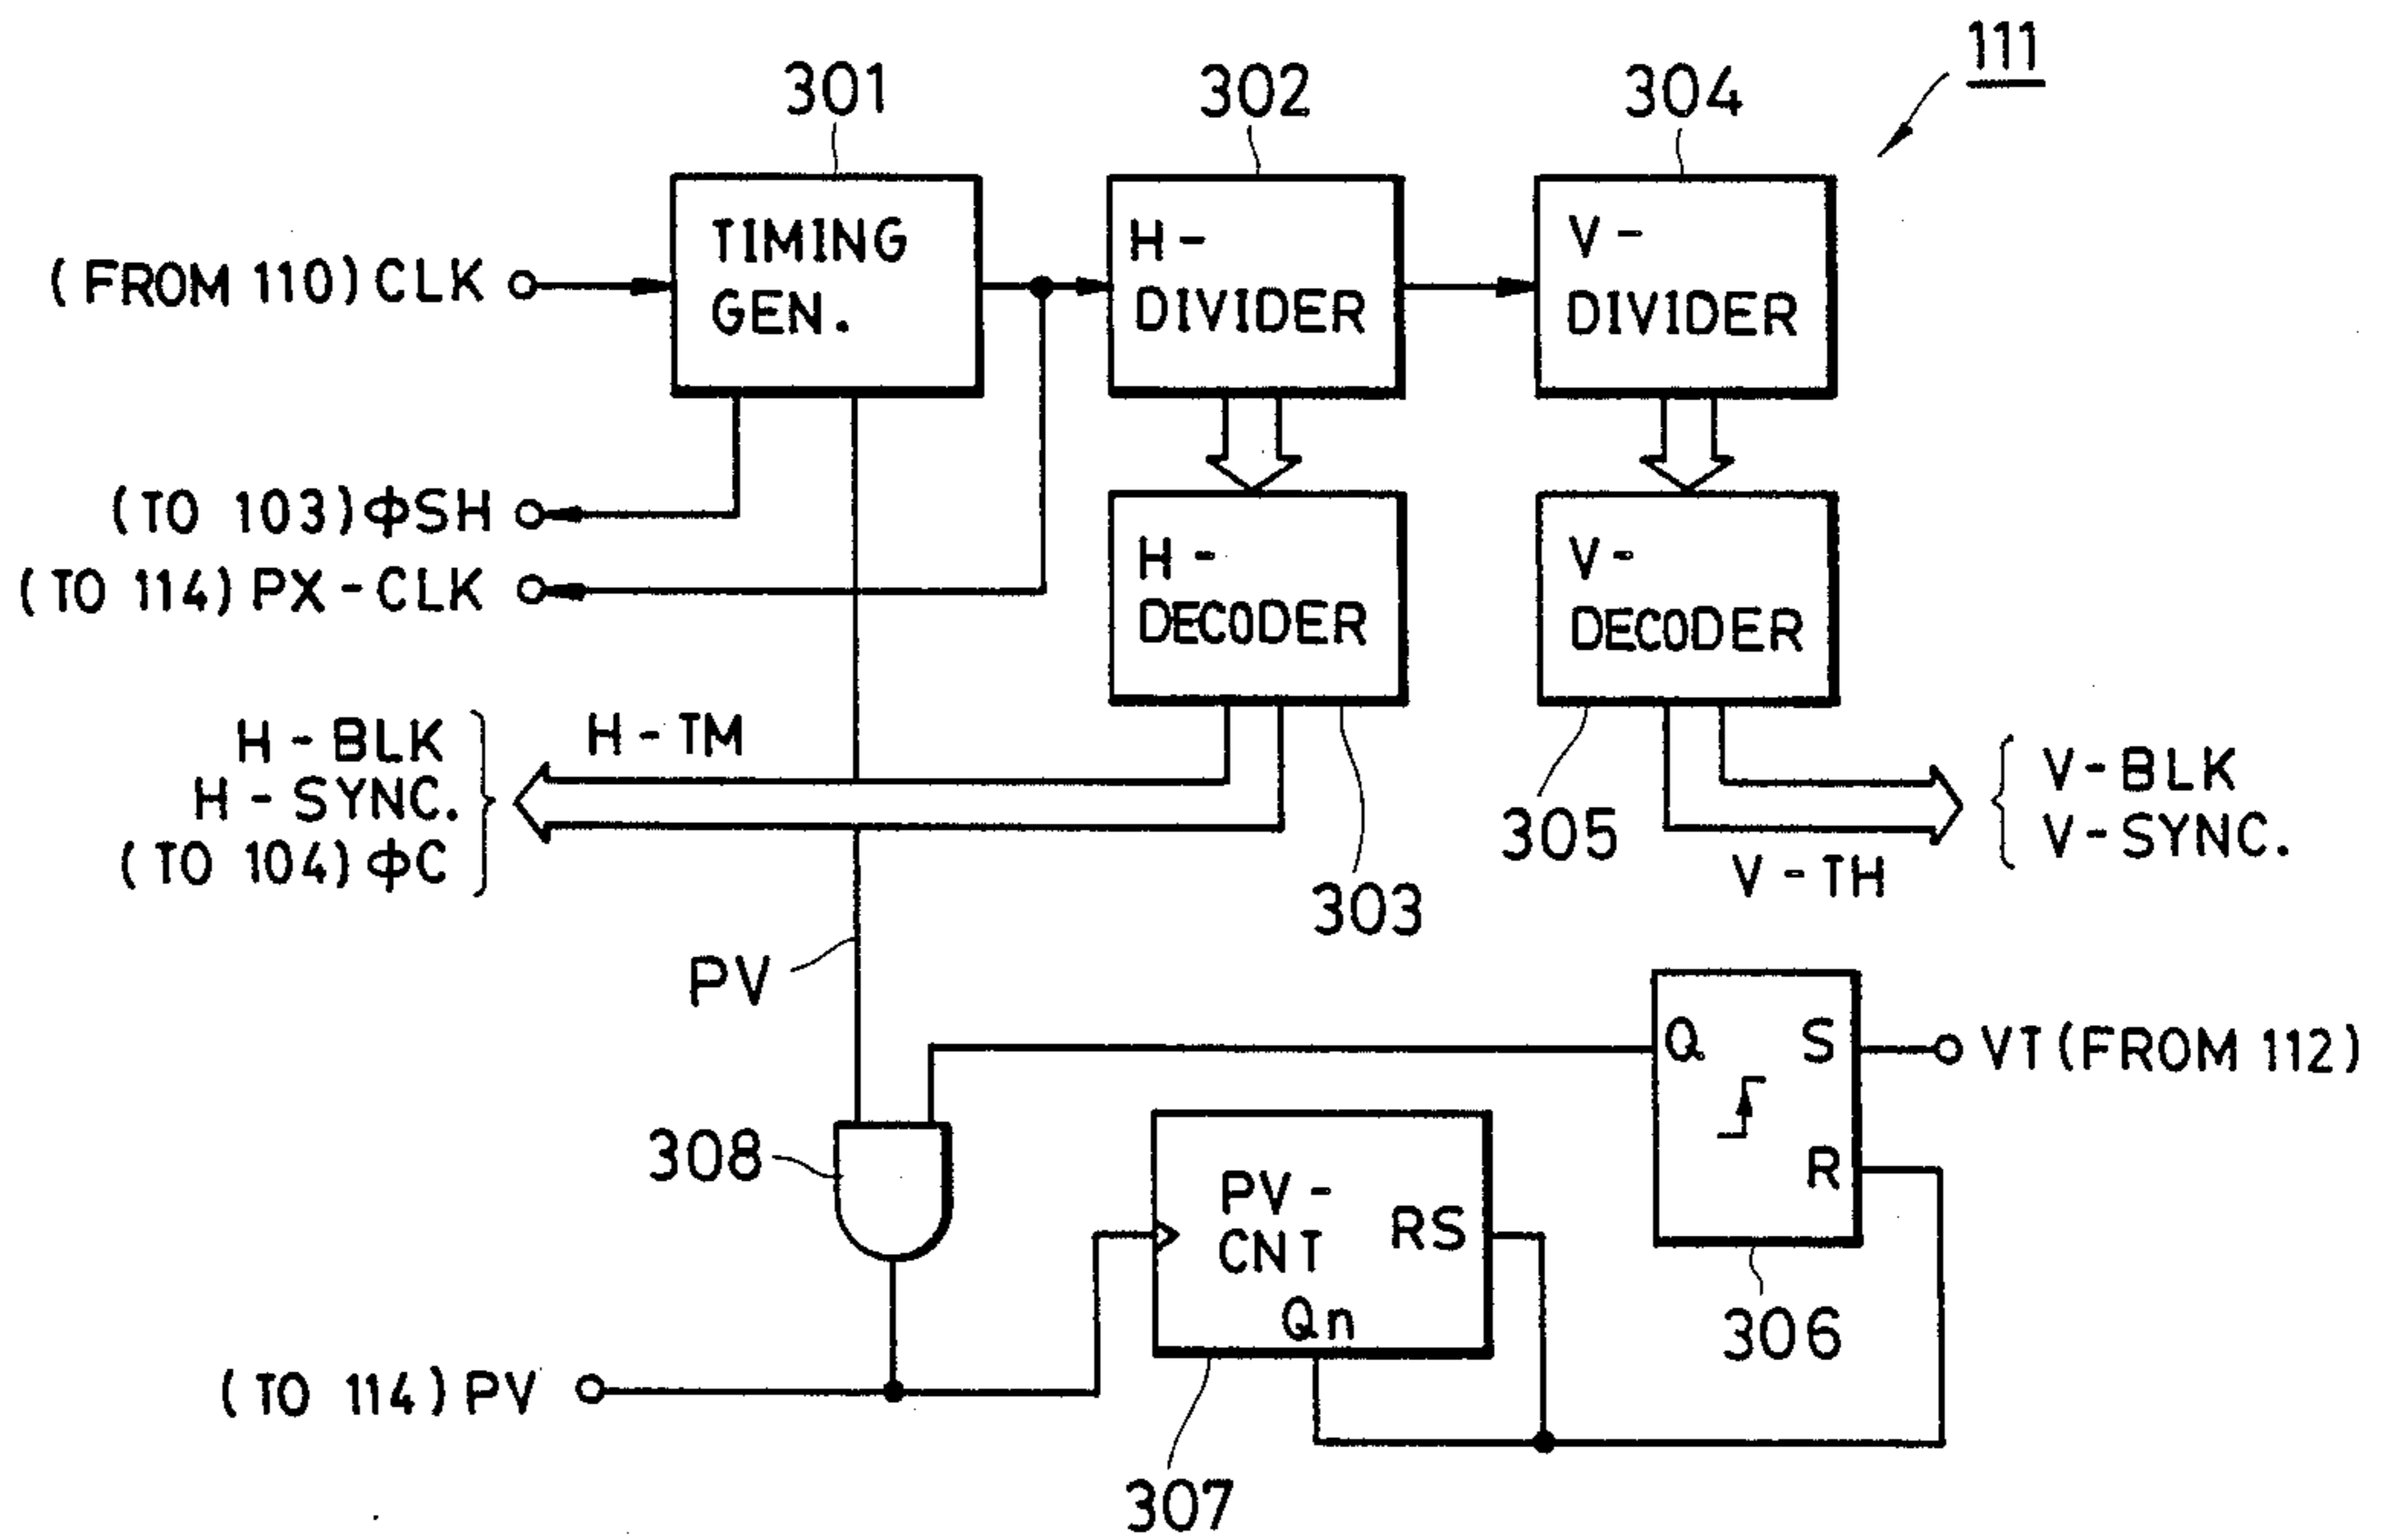 111
301
302
304
TIMING
GEN.
H-
DIVIDER
V-
DIVIDER
(FROM 110) CLK
(TO 103) ΦSH
(TO 114) PX-CLK
H-
DECODER
V-
DECODER
H-BLK
H-SYNC.
(TO 104) ΦC
H-TM
303
305
V-TH
V-BLK
V-SYNC.
PV
Q
S
R
VT (FROM 112)
306
308
PV-
CNT
RS
Qn
307
(TO 114) PV